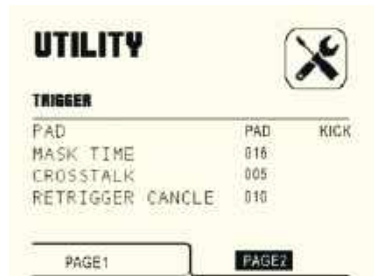 UTILITY
TRIGGER
PAD PAD KICK
MASK TIME 016
CROSSTALK 005
RETRIGGER CANCLE 010
PAGE1 PAGE2